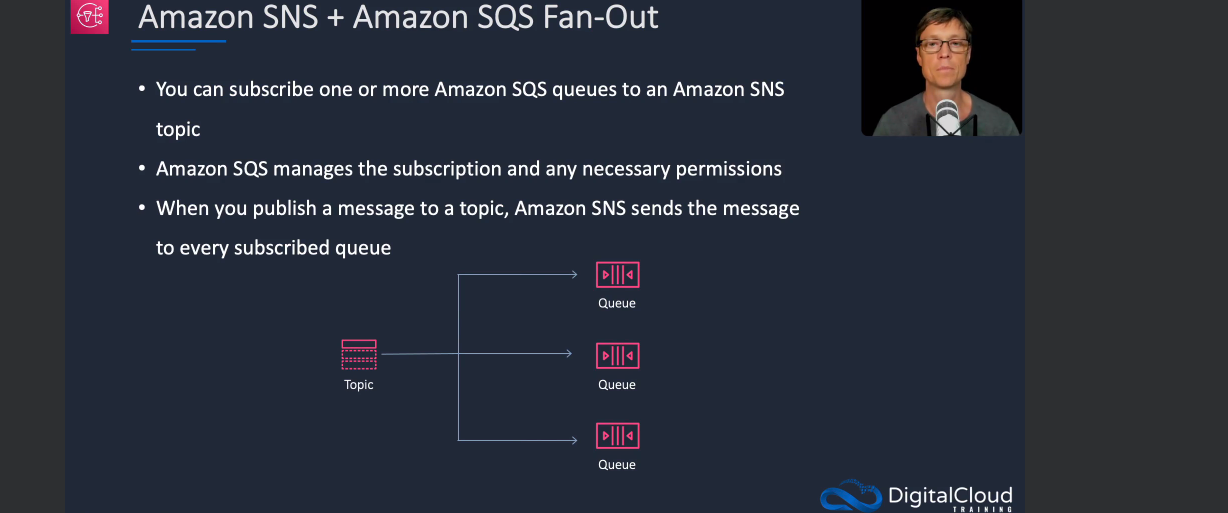 Amazon SNS + Amazon SQS Fan-Out
• You can subscribe one or more Amazon SQS queues to an Amazon SNS
topic
• Amazon SQS manages the subscription and any necessary permissions
• When you publish a message to a topic, Amazon SNS sends the message
to every subscribed queue
Queue
Topic
Queue
Queue
DigitalCloud
TRAINING